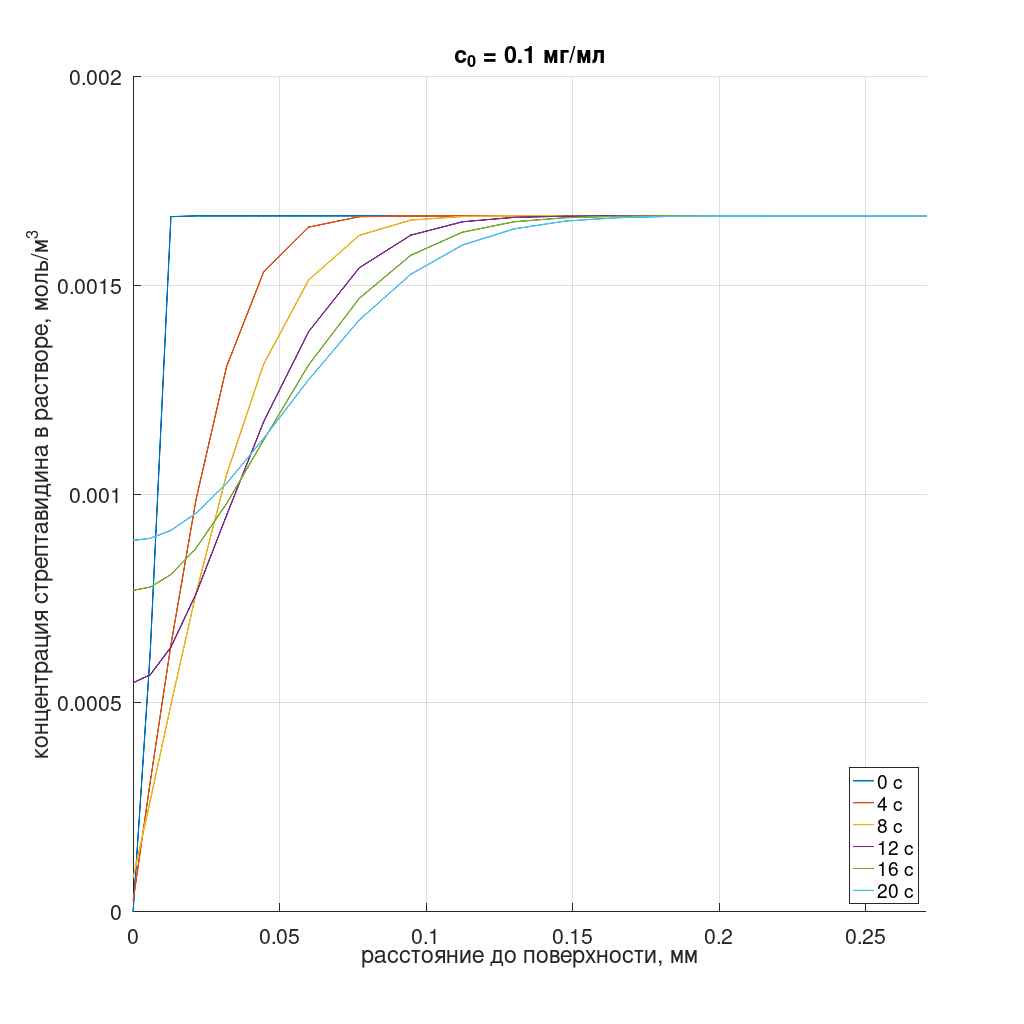 c₀ = 0.1 мг/мл
0.002
0.0015
0.001
0.0005
0
концентрация стрептавидина в растворе, моль/м³
0 с
4 с
8 с
12 с
16 с
20 с
0 0.05 0.1 0.15 0.2 0.25
расстояние до поверхности, мм